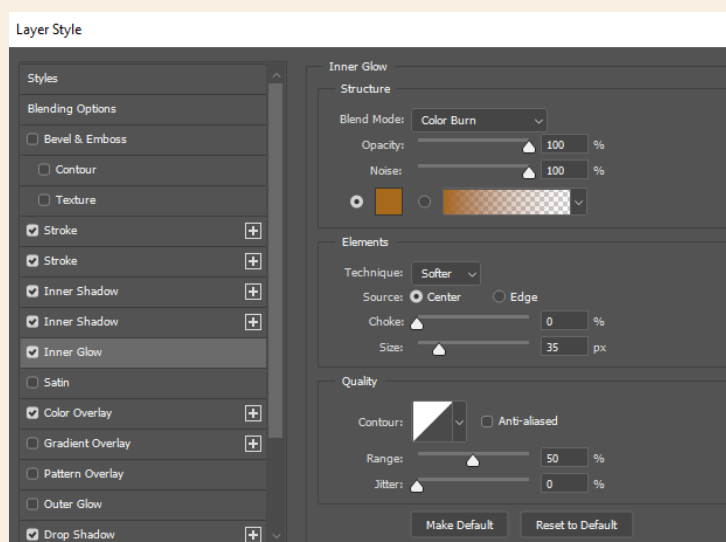 Layer Style
Styles
Blending Options
Bevel & Emboss
Contour
Texture
Stroke
Stroke
Inner Shadow
Inner Shadow
Inner Glow
Satin
Color Overlay
Gradient Overlay
Pattern Overlay
Outer Glow
Drop Shadow
Inner Glow
Structure
Blend Mode: Color Burn
Opacity: 100 %
Noise: 100 %
Elements
Technique: Softer
Source: Center Edge
Choke: 0 %
Size: 35 px
Quality
Contour: Anti-aliased
Range: 50 %
Jitter: 0 %
Make Default Reset to Default